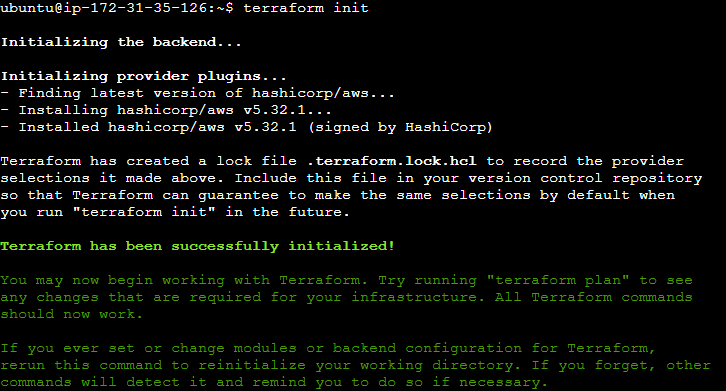 ubuntu@ip-172-31-35-126:~$ terraform init
Initializing the backend...
Initializing provider plugins...
- Finding latest version of hashicorp/aws...
- Installing hashicorp/aws v5.32.1...
- Installed hashicorp/aws v5.32.1 (signed by HashiCorp)
Terraform has created a lock file .terraform.lock.hcl to record the provider
selections it made above. Include this file in your version control repository
so that Terraform can guarantee to make the same selections by default when
you run "terraform init" in the future.
Terraform has been successfully initialized!
You may now begin working with Terraform. Try running "terraform plan" to see
any changes that are required for your infrastructure. All Terraform commands
should now work.
If you ever set or change modules or backend configuration for Terraform,
rerun this command to reinitialize your working directory. If you forget, other
commands will detect it and remind you to do so if necessary.